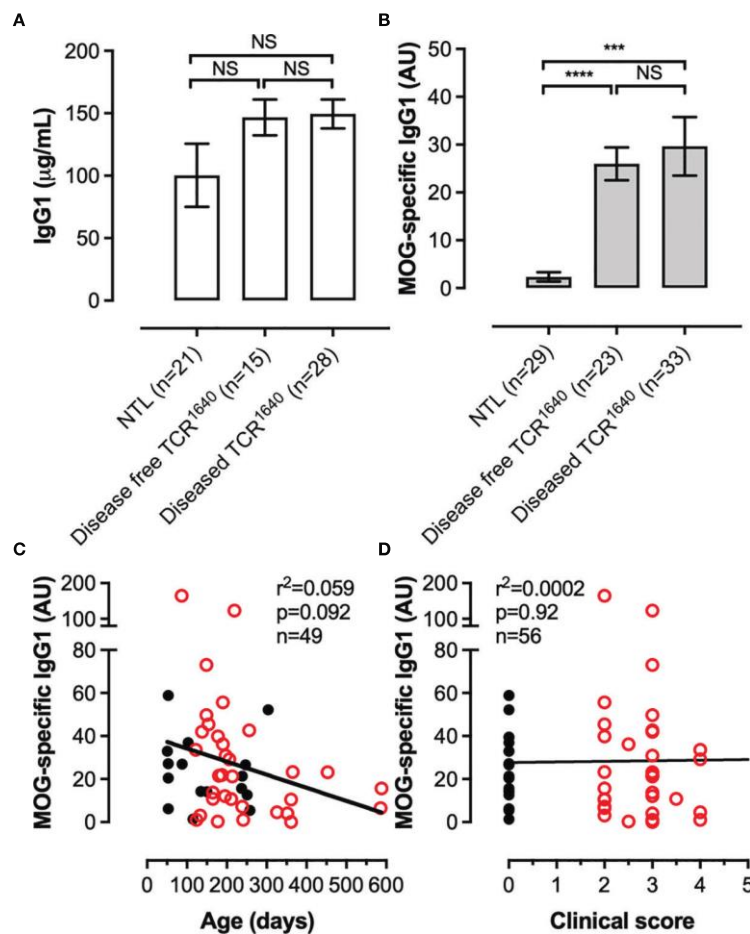 A
IgG1 (µg/mL)
200
150
100
50
0
NS
NS
NS
NTL (n=21)
Disease free TCR¹⁶⁴⁰ (n=15)
Diseased TCR¹⁶⁴⁰ (n=28)
B
MOG-specific IgG1 (AU)
50
40
30
20
10
0
***
****
NS
NTL (n=29)
Disease free TCR¹⁶⁴⁰ (n=23)
Diseased TCR¹⁶⁴⁰ (n=33)
C
MOG-specific IgG1 (AU)
200
100
80
60
40
20
0
r²=0.059
p=0.092
n=49
0 100 200 300 400 500 600
Age (days)
D
MOG-specific IgG1 (AU)
200
100
80
60
40
20
0
r²=0.0002
p=0.92
n=56
0 1 2 3 4 5
Clinical score